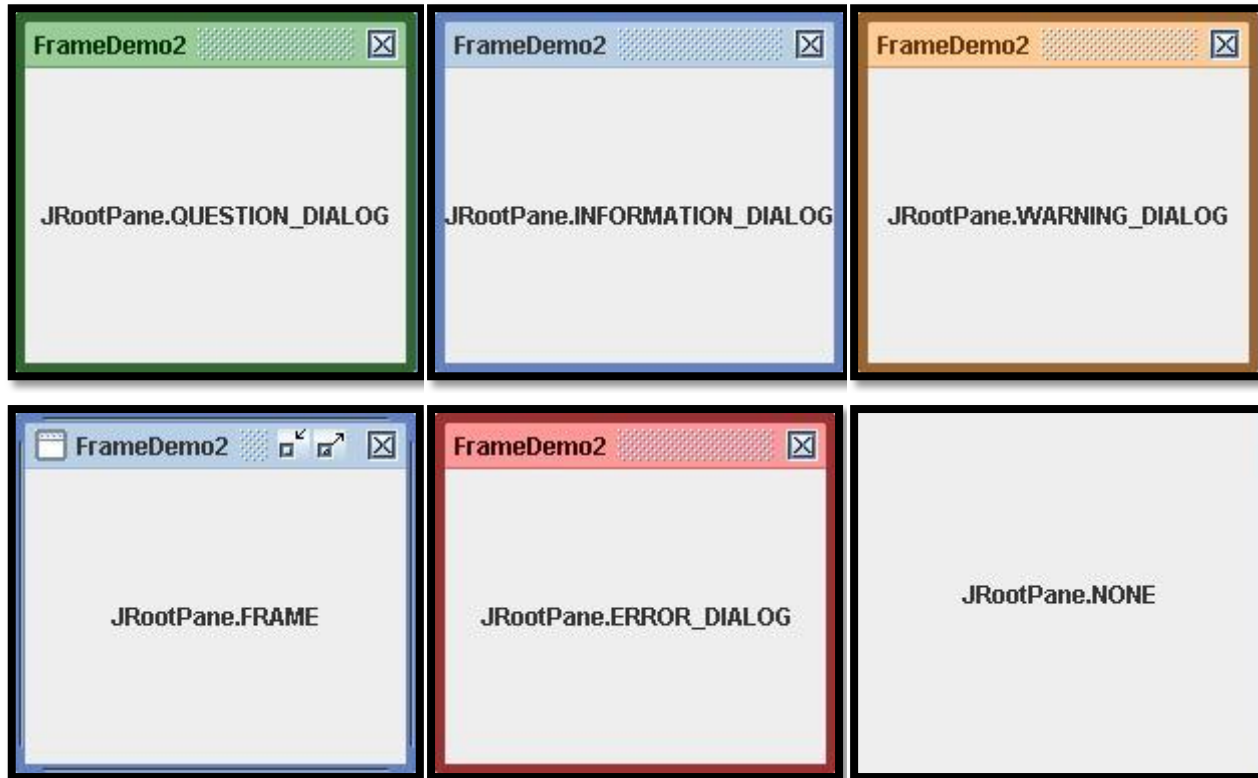 FrameDemo2
JRootPane.QUESTION_DIALOG
FrameDemo2
JRootPane.INFORMATION_DIALOG
FrameDemo2
JRootPane.WARNING_DIALOG
FrameDemo2
JRootPane.FRAME
FrameDemo2
JRootPane.ERROR_DIALOG
JRootPane.NONE